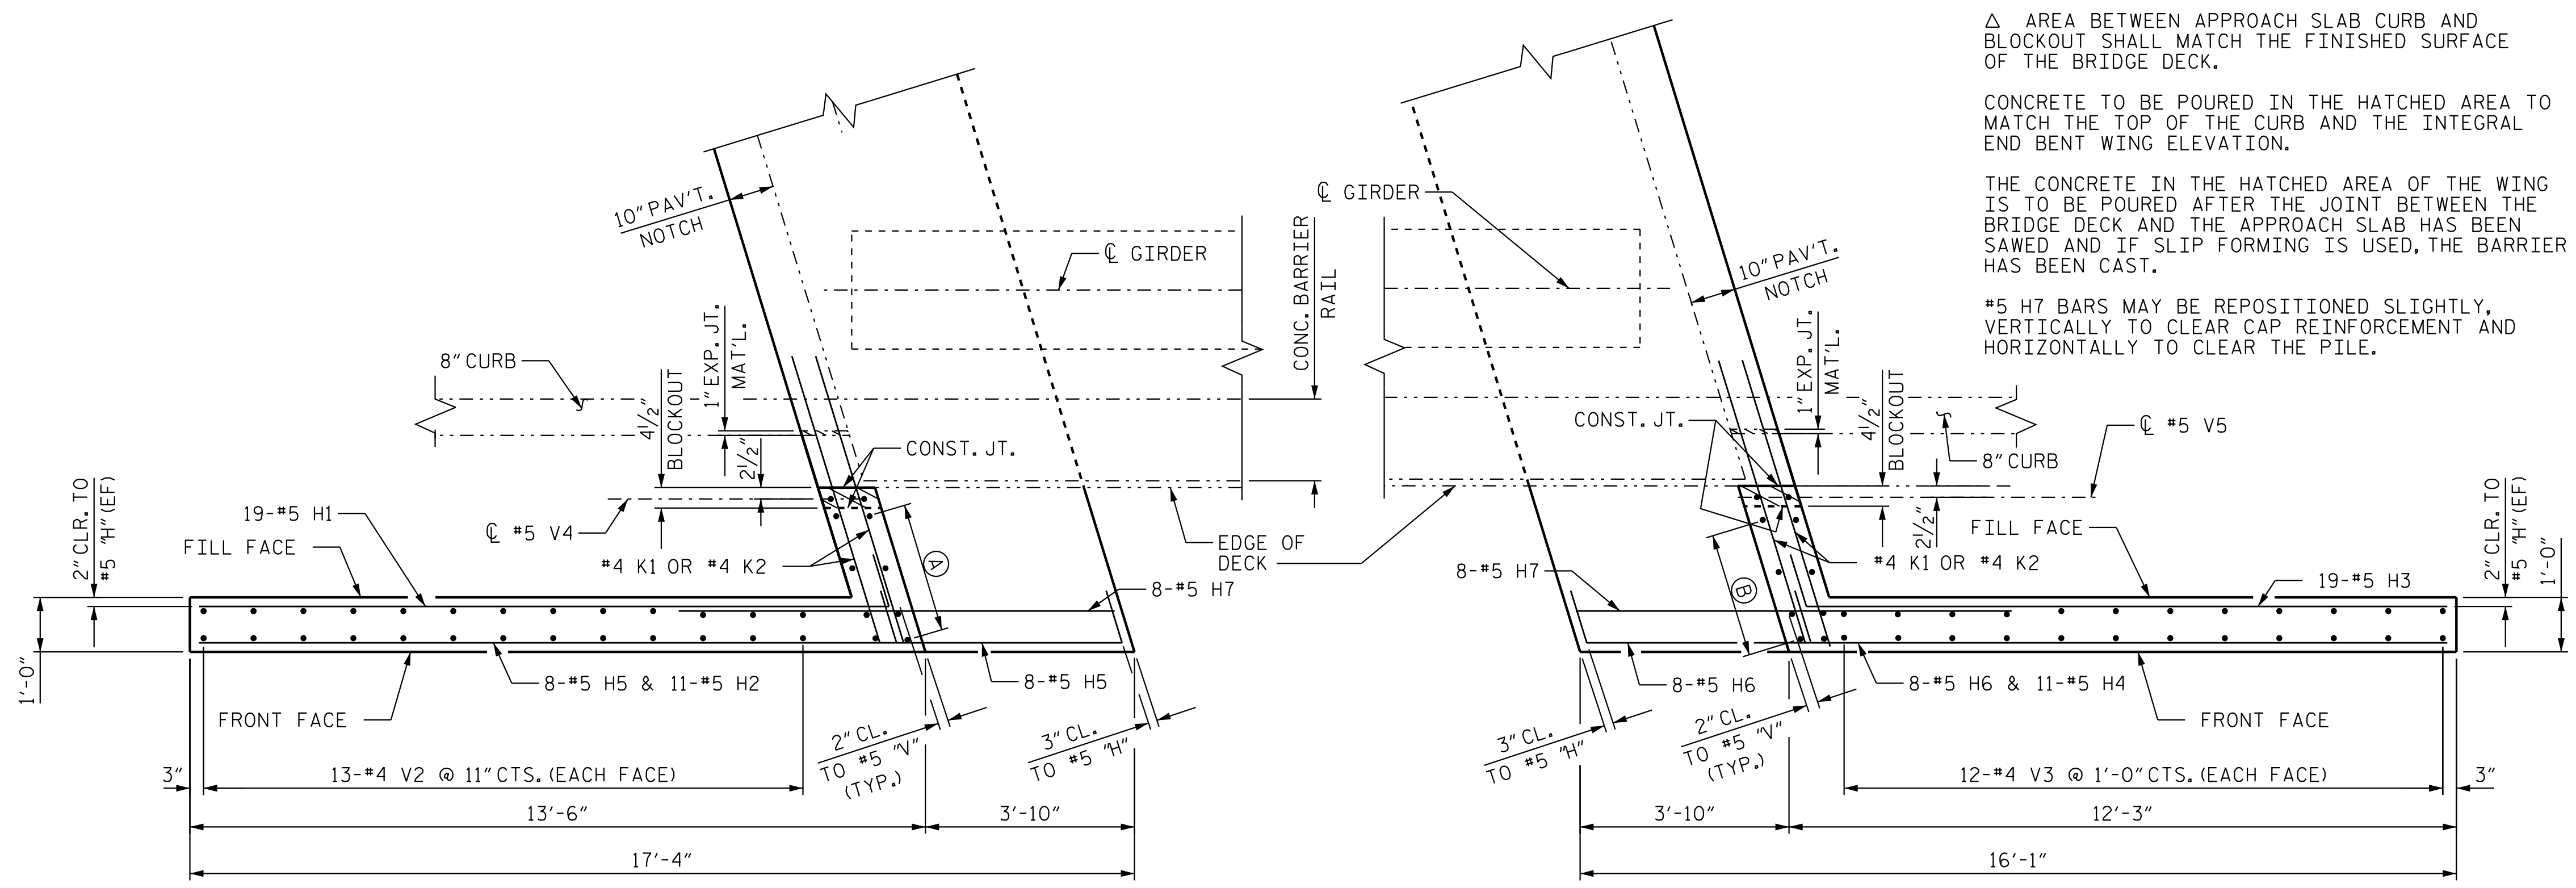 △ AREA BETWEEN APPROACH SLAB CURB AND
BLOCKOUT SHALL MATCH THE FINISHED SURFACE
OF THE BRIDGE DECK.
CONCRETE TO BE POURED IN THE HATCHED AREA TO
MATCH THE TOP OF THE CURB AND THE INTEGRAL
END BENT WING ELEVATION.
THE CONCRETE IN THE HATCHED AREA OF THE WING
IS TO BE POURED AFTER THE JOINT BETWEEN THE
BRIDGE DECK AND THE APPROACH SLAB HAS BEEN
SAWED AND IF SLIP FORMING IS USED, THE BARRIER
HAS BEEN CAST.
#5 H7 BARS MAY BE REPOSITIONED SLIGHTLY,
VERTICALLY TO CLEAR CAP REINFORCEMENT AND
HORIZONTALLY TO CLEAR THE PILE.
10" PAV'T.
NOTCH
℄ GIRDER
8" CURB
4½"
BLOCKOUT
1" EXP. JT.
MAT'L.
2½"
CONST. JT.
2" CLR. TO
#5 "H" (EF)
19-#5 H1
FILL FACE
℄ #5 V4
#4 K1 OR #4 K2
A
8-#5 H7
1'-0"
8-#5 H5 & 11-#5 H2
8-#5 H5
FRONT FACE
2" CL.
TO #5 "V"
(TYP.)
3" CL.
TO #5 "H"
3"
13-#4 V2 @ 11" CTS. (EACH FACE)
13'-6"
3'-10"
17'-4"
CONC. BARRIER
RAIL
EDGE OF
DECK
℄ GIRDER
10" PAV'T.
NOTCH
1" EXP. JT.
MAT'L.
4½"
BLOCKOUT
CONST. JT.
8" CURB
℄ #5 V5
2½"
FILL FACE
#4 K1 OR #4 K2
2" CLR. TO
#5 "H" (EF)
1'-0"
8-#5 H7
B
19-#5 H3
8-#5 H6
8-#5 H6 & 11-#5 H4
FRONT FACE
3" CL.
TO #5 "H"
2" CL.
TO #5 "V"
(TYP.)
12-#4 V3 @ 1'-0" CTS. (EACH FACE)
3"
3'-10"
12'-3"
16'-1"